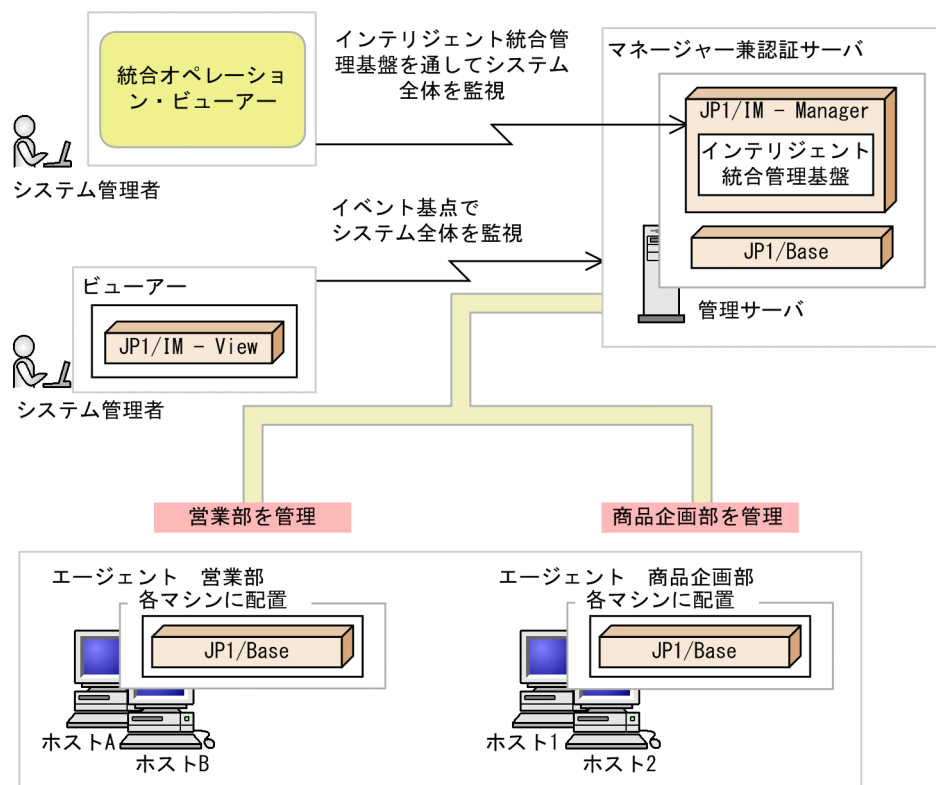 統合オペレーショ
ン・ビューアー
システム管理者
インテリジェント統合管
理基盤を通してシステム
全体を監視
マネージャー兼認証サーバ
JP1/IM - Manager
インテリジェント
統合管理基盤
JP1/Base
管理サーバ
イベント基点で
システム全体を監視
ビューアー
JP1/IM - View
システム管理者
営業部を管理
商品企画部を管理
エージェント　営業部
各マシンに配置
JP1/Base
ホストA
ホストB
エージェント　商品企画部
各マシンに配置
JP1/Base
ホスト1
ホスト2